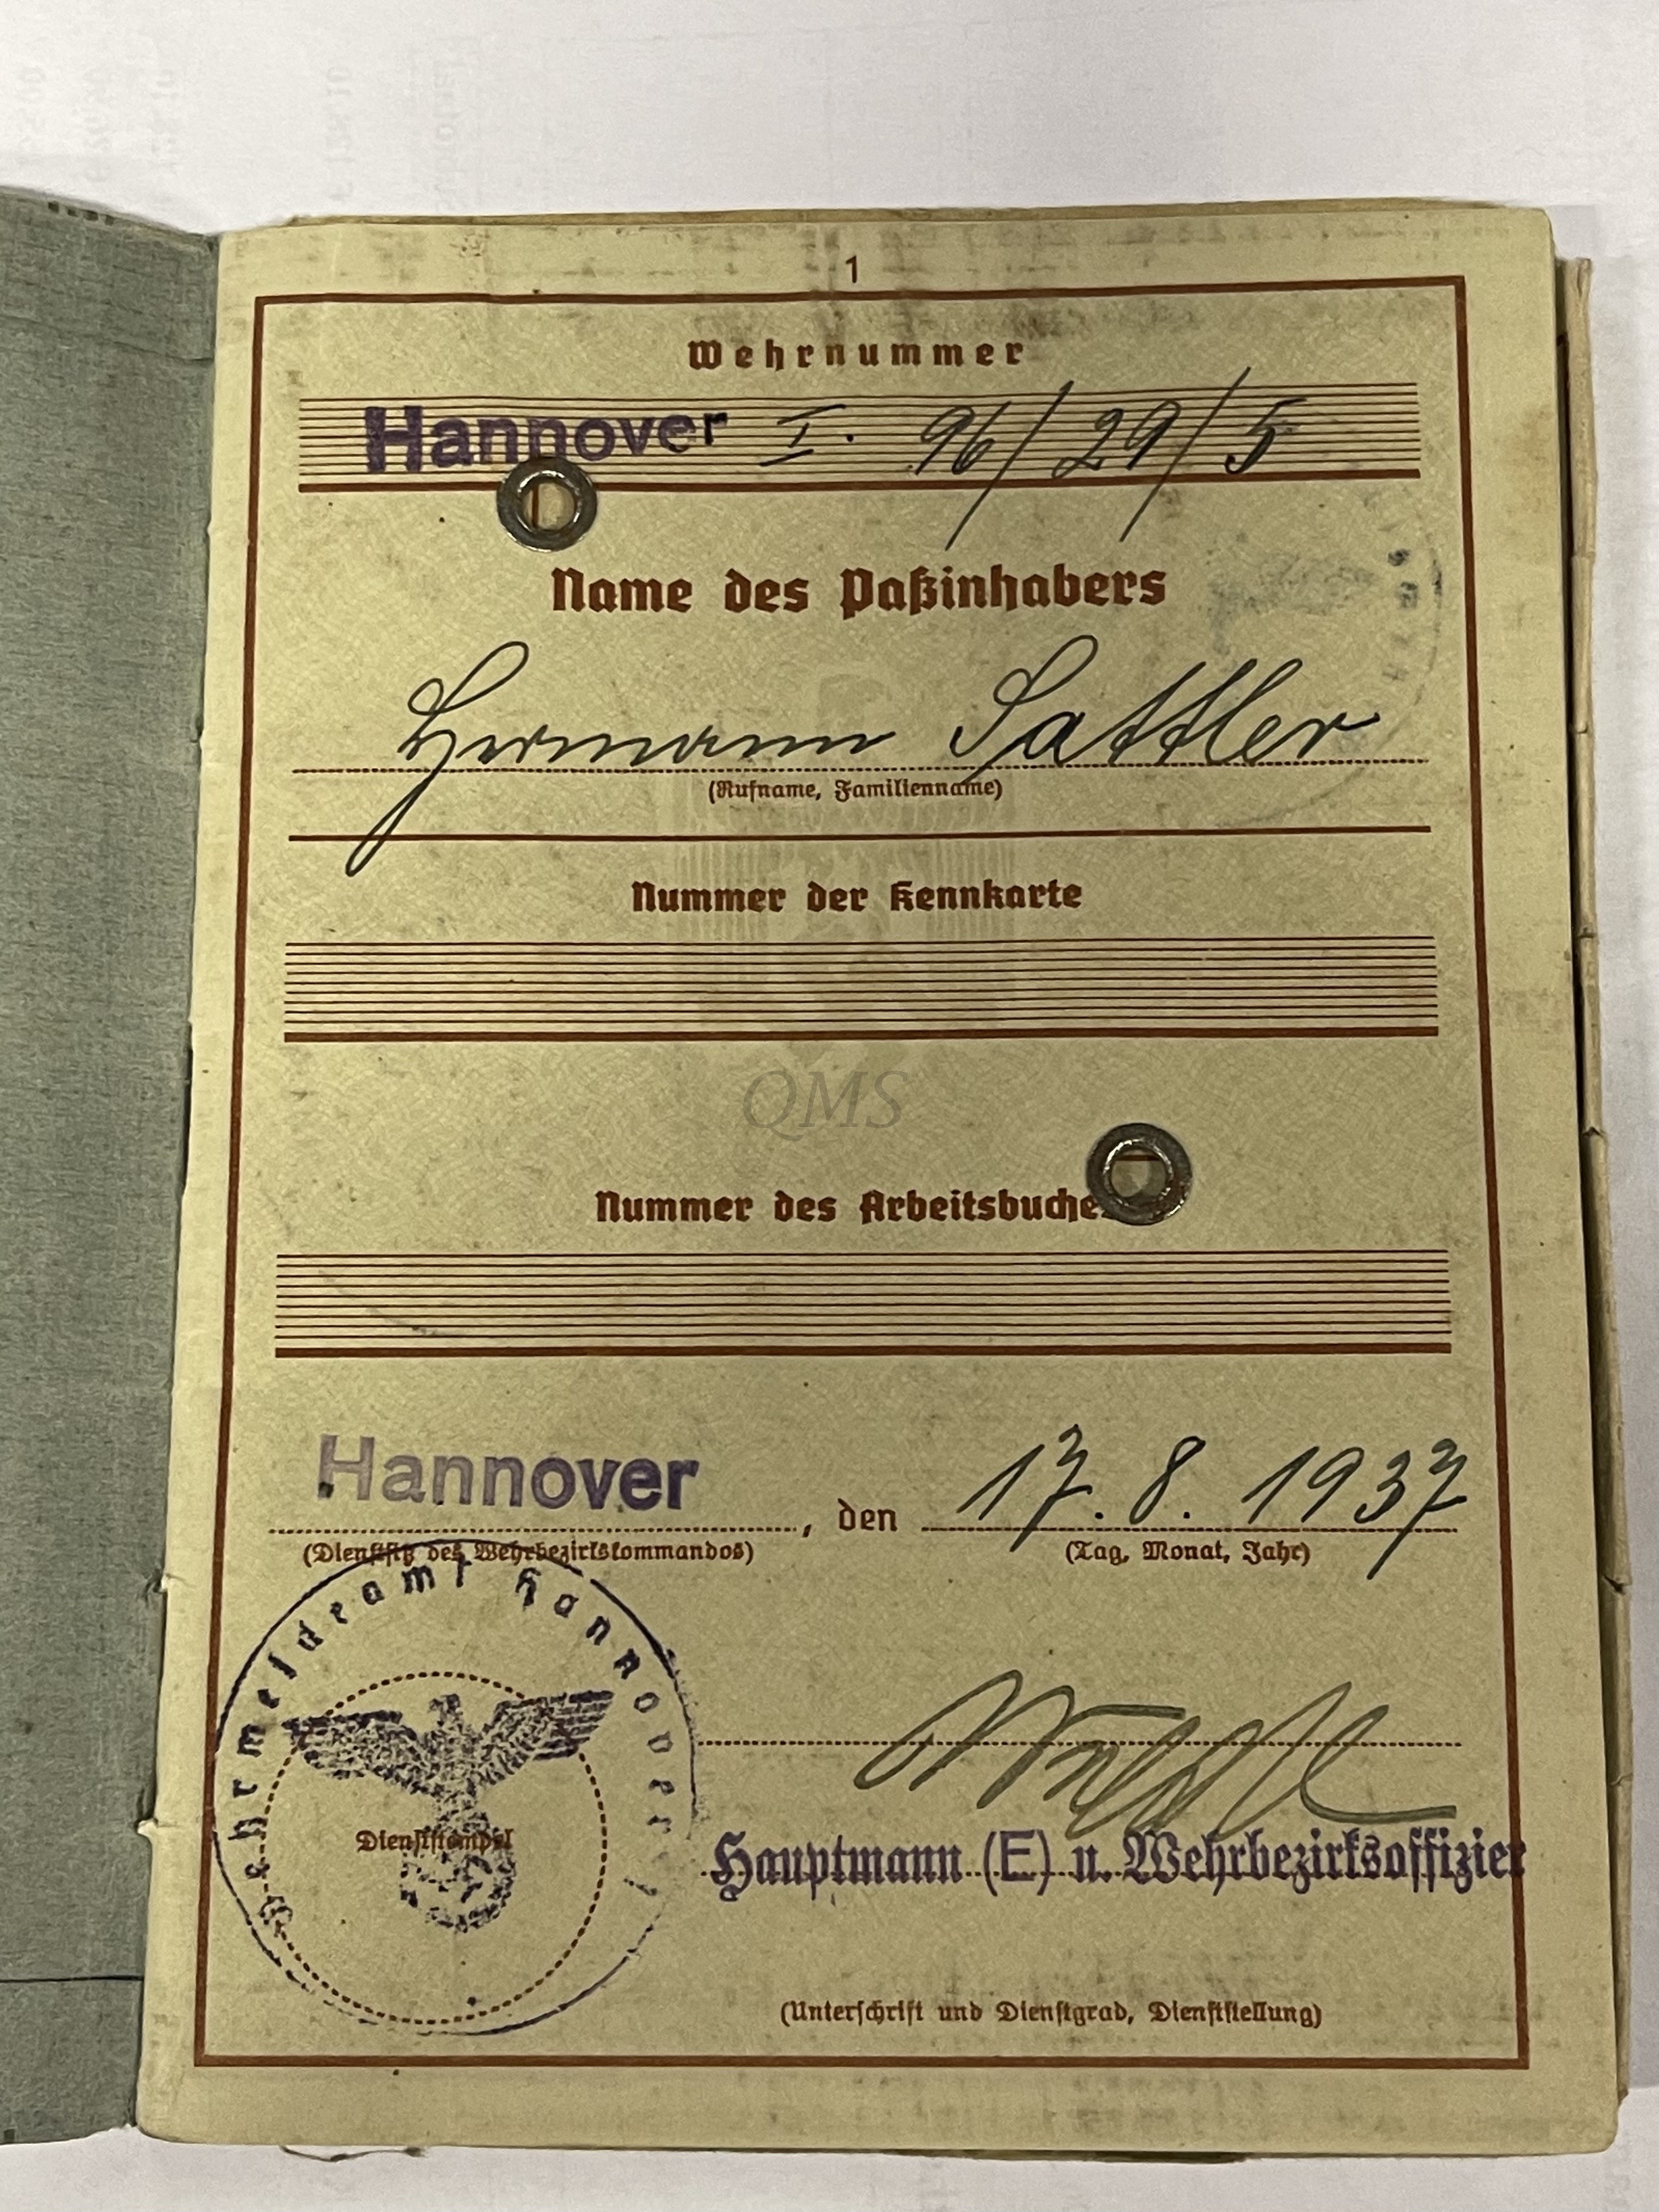 1
Wehrnummer
Hannover I. 96/29/5
Name des Paßinhabers
Hermann Sattler
(Rufname, Familienname)
Nummer der Kennkarte
QMS
Nummer des Arbeitsbuche
Hannover, den 17. 8. 1937
(Dienstsitz des Wehrbezirkskommandos) (Tag, Monat, Jahr)
Wehrmeldeamt Hannover
Dienststempel
Hauptmann (E) u. Wehrbezirksoffizier
(Unterschrift und Dienstgrad, Dienststellung)